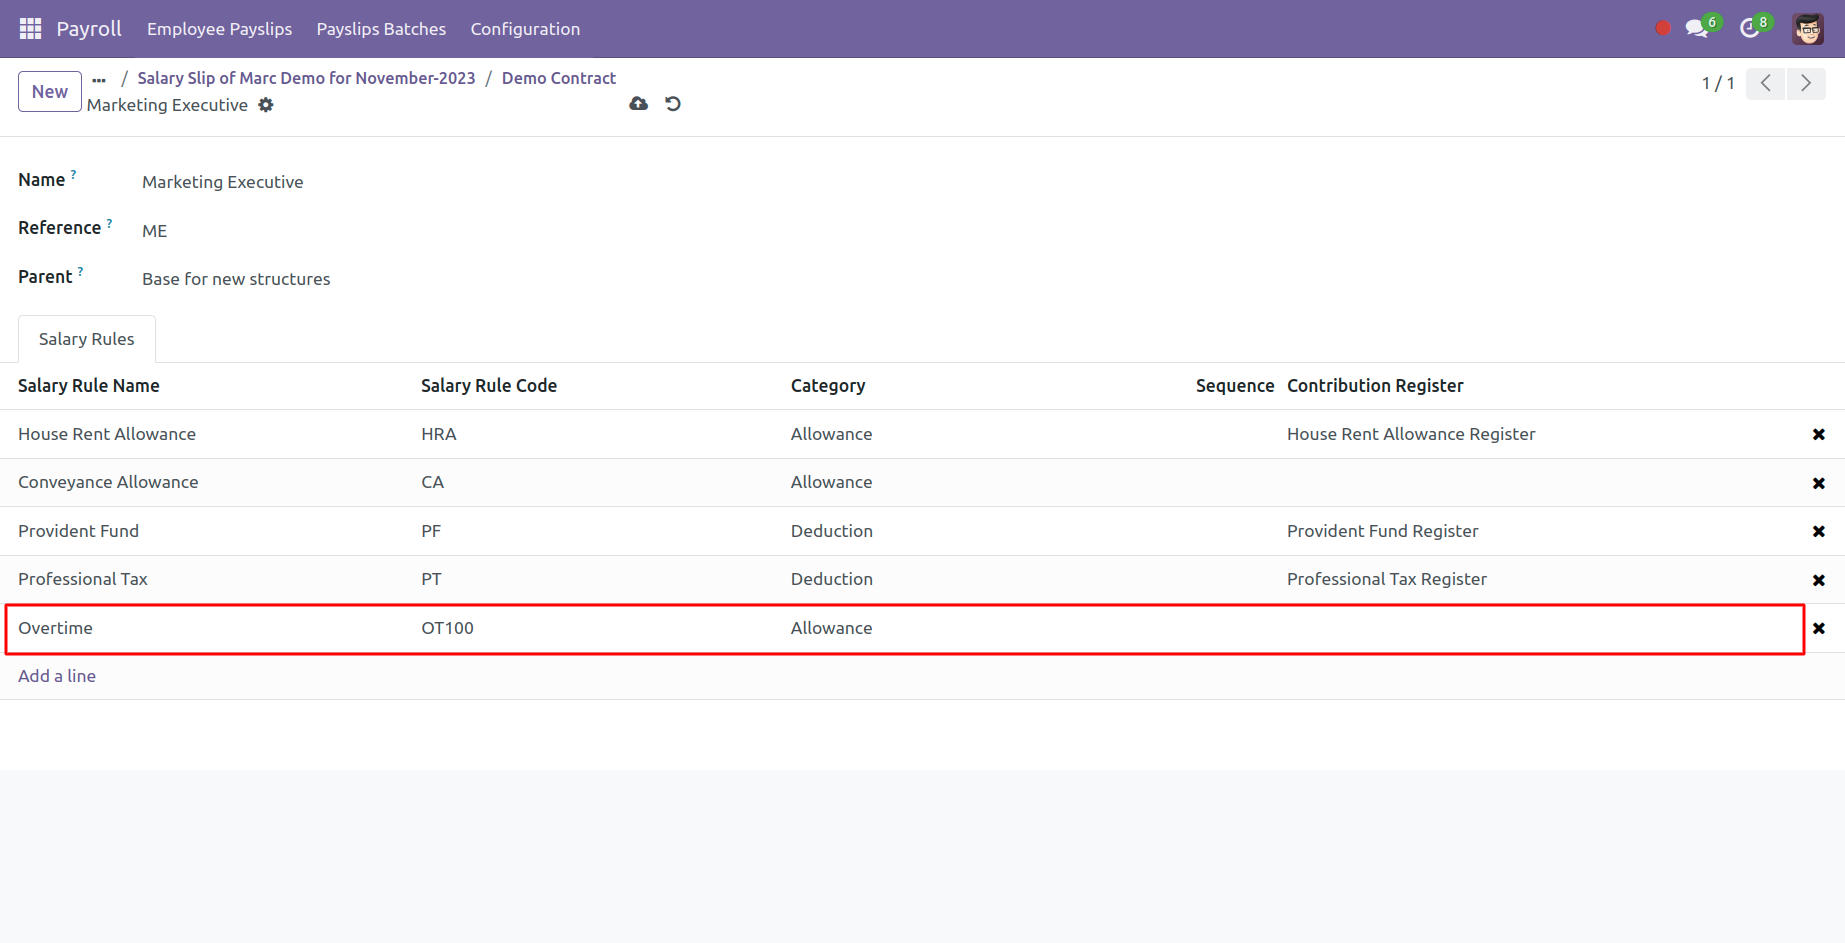 Payroll Employee Payslips Payslips Batches Configuration 6 8
New ... / Salary Slip of Marc Demo for November-2023 / Demo Contract 1 / 1
Marketing Executive
Name ? Marketing Executive
Reference ? ME
Parent ? Base for new structures
Salary Rules
Salary Rule Name Salary Rule Code Category Sequence Contribution Register
House Rent Allowance HRA Allowance House Rent Allowance Register
Conveyance Allowance CA Allowance
Provident Fund PF Deduction Provident Fund Register
Professional Tax PT Deduction Professional Tax Register
Overtime OT100 Allowance
Add a line